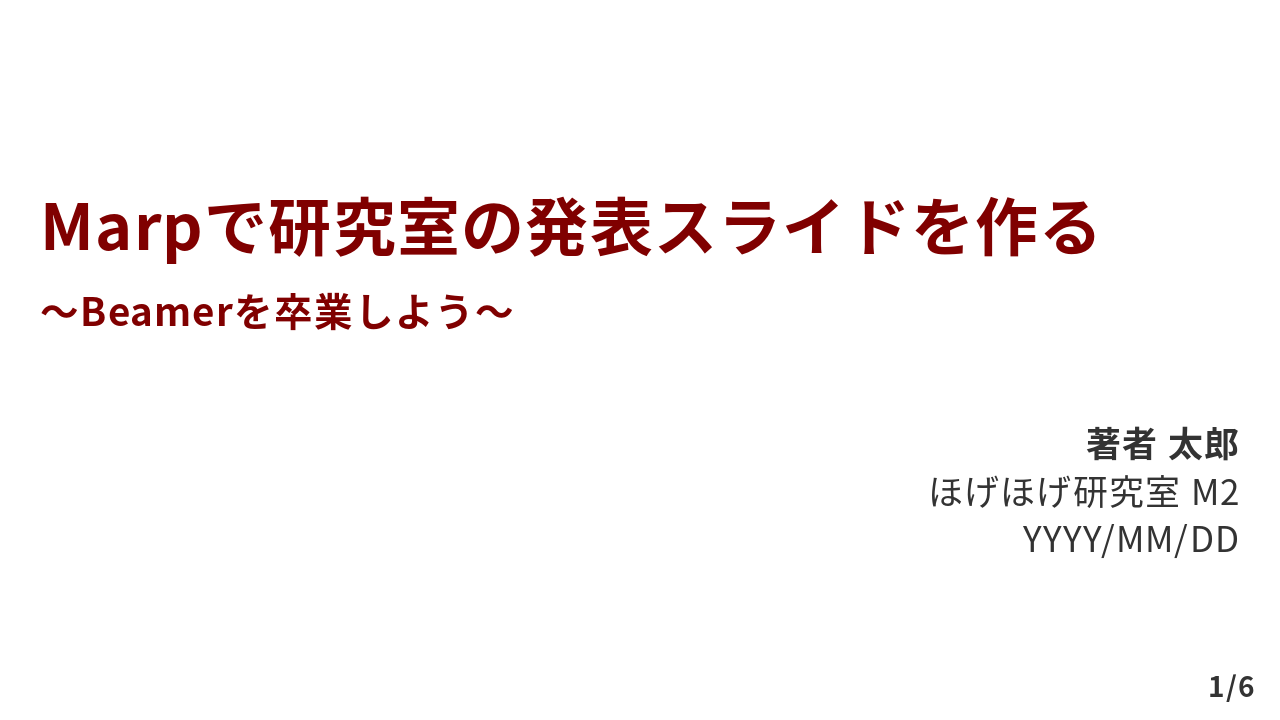 Marpで研究室の発表スライドを作る
〜Beamerを卒業しよう〜
著者 太郎
ほげほげ研究室 M2
YYYY/MM/DD
1/6